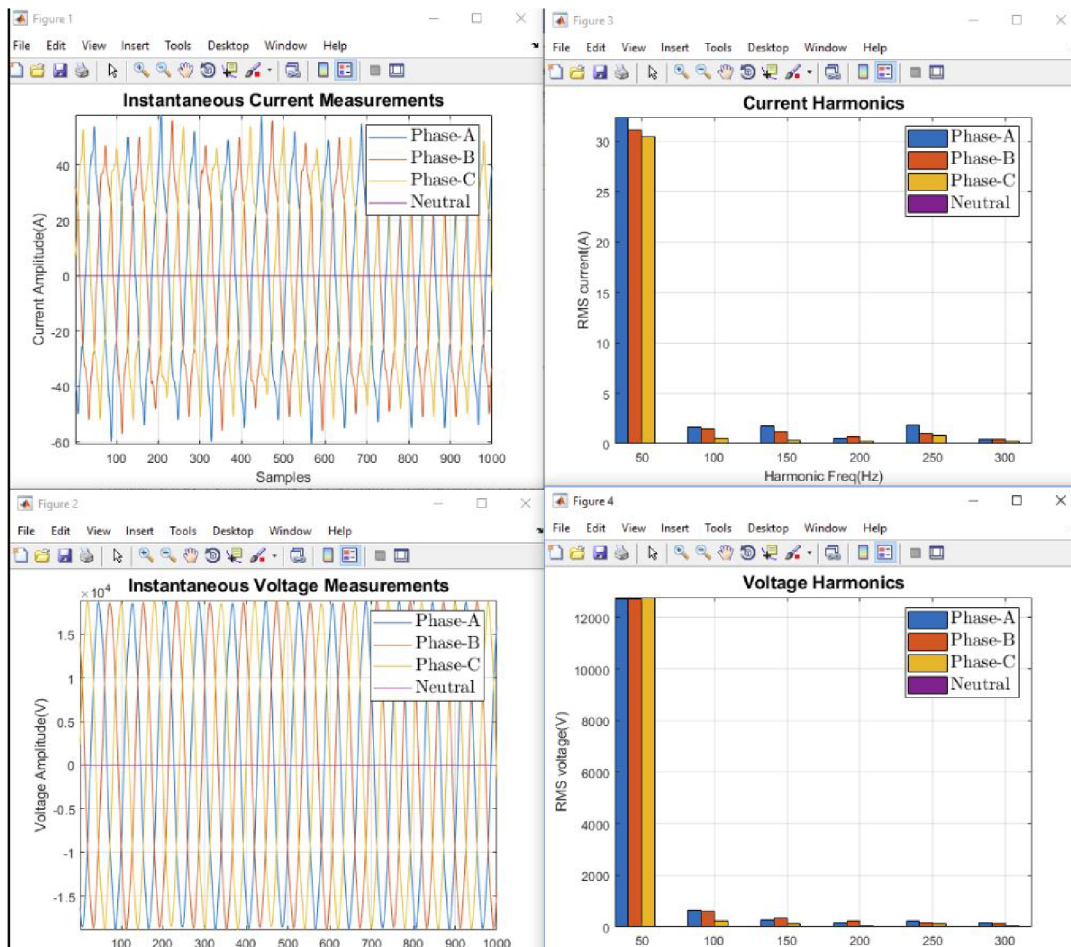 Figure 1
File Edit View Insert Tools Desktop Window Help
Instantaneous Current Measurements
Phase-A
Phase-B
Phase-C
Neutral
40
20
0
-20
-40
-60
Current Amplitude(A)
100 200 300 400 500 600 700 800 900 1000
Samples
Figure 3
File Edit View Insert Tools Desktop Window Help
Current Harmonics
Phase-A
Phase-B
Phase-C
Neutral
30
25
30
15
10
5
0
RMS current(A)
50 100 150 200 250 300
Harmonic Freq(Hz)
Figure 2
File Edit View Insert Tools Desktop Window Help
× 10⁴
Instantaneous Voltage Measurements
Phase-A
Phase-B
Phase-C
Neutral
1.5
1
0.5
0
-0.5
-1
-1.5
Voltage Amplitude(V)
100 200 300 400 500 600 700 800 900 1000
Figure 4
File Edit View Insert Tools Desktop Window Help
Voltage Harmonics
Phase-A
Phase-B
Phase-C
Neutral
12000
10000
8000
6000
4000
2000
0
RMS voltage(V)
50 100 150 200 250 300